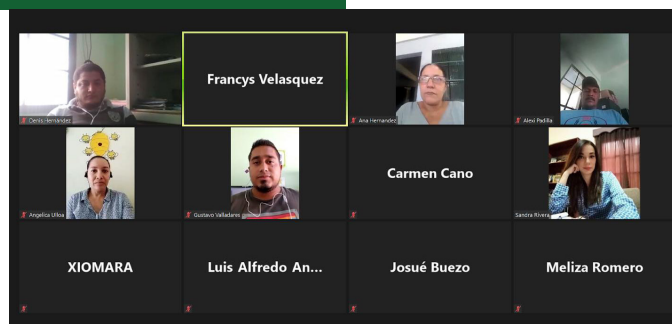 Denis Hernandez
Francys Velasquez
Ana Hernandez
Alexi Padilla
Angelica Ulloa
Gustavo Valladares
Carmen Cano
Sandra Rivera
XIOMARA
Luis Alfredo An...
Josué Buezo
Meliza Romero